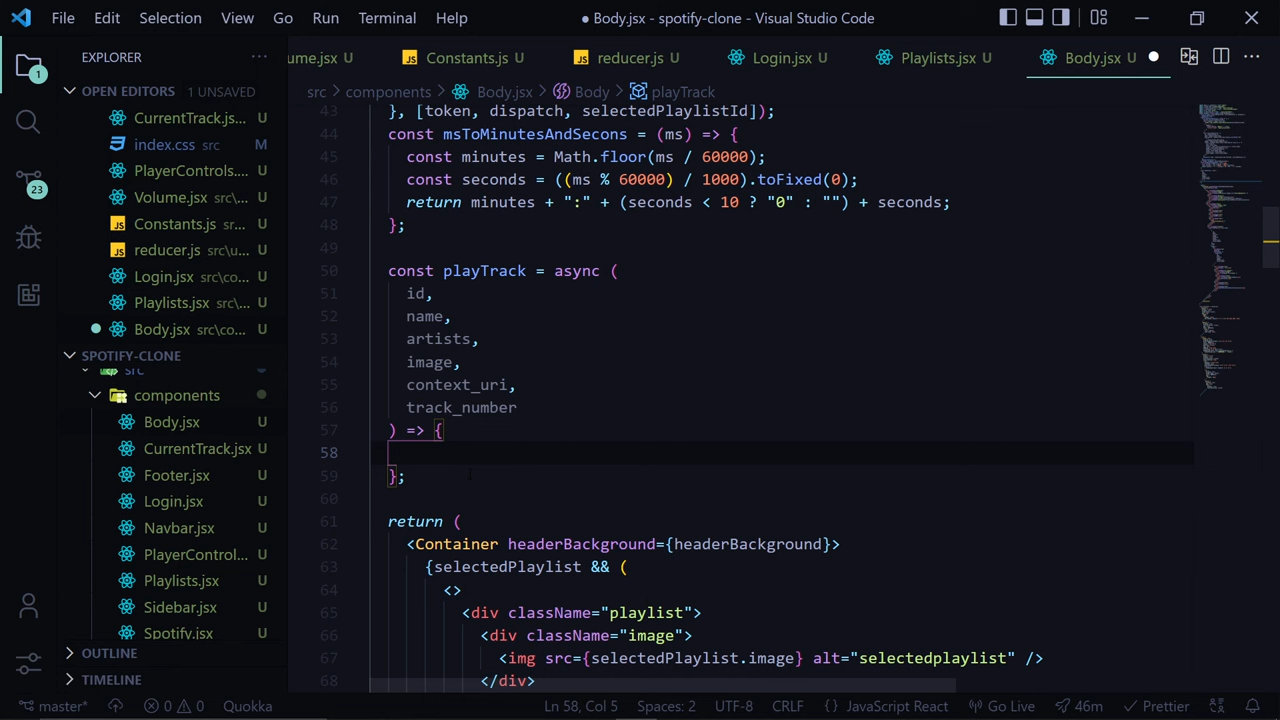 File Edit Selection View Go Run Terminal Help
● Body.jsx - spotify-clone - Visual Studio Code
EXPLORER
OPEN EDITORS 1 UNSAVED
CurrentTrack.js... U
index.css src M
PlayerControls.... U
Volume.jsx src\... U
Constants.js sr... U
reducer.js src\u... U
Login.jsx src\co... U
Playlists.jsx src\... U
Body.jsx src\co... U
SPOTIFY-CLONE
src
components
Body.jsx U
CurrentTrack.jsx U
Footer.jsx U
Login.jsx U
Navbar.jsx U
PlayerControl... U
Playlists.jsx U
Sidebar.jsx U
Spotify.jsx U
OUTLINE
TIMELINE
1
23
ume.jsx U Constants.js U reducer.js U Login.jsx U Playlists.jsx U Body.jsx U
src > components > Body.jsx > Body > playTrack
43 }, [token, dispatch, selectedPlaylistId]);
44 const msToMinutesAndSecons = (ms) => {
45 const minutes = Math.floor(ms / 60000);
46 const seconds = ((ms % 60000) / 1000).toFixed(0);
47 return minutes + ":" + (seconds < 10 ? "0" : "") + seconds;
48 };
49
50 const playTrack = async (
51 id,
52 name,
53 artists,
54 image,
55 context_uri,
56 track_number
57 ) => {
58
59 };
60
61 return (
62 <Container headerBackground={headerBackground}>
63 {selectedPlaylist && (
64 <>
65 <div className="playlist">
66 <div className="image">
67 <img src={selectedPlaylist.image} alt="selectedplaylist" />
68 </div>
master* 0 0 Quokka Ln 58, Col 5 Spaces: 2 UTF-8 CRLF {} JavaScript React Go Live 46m Prettier